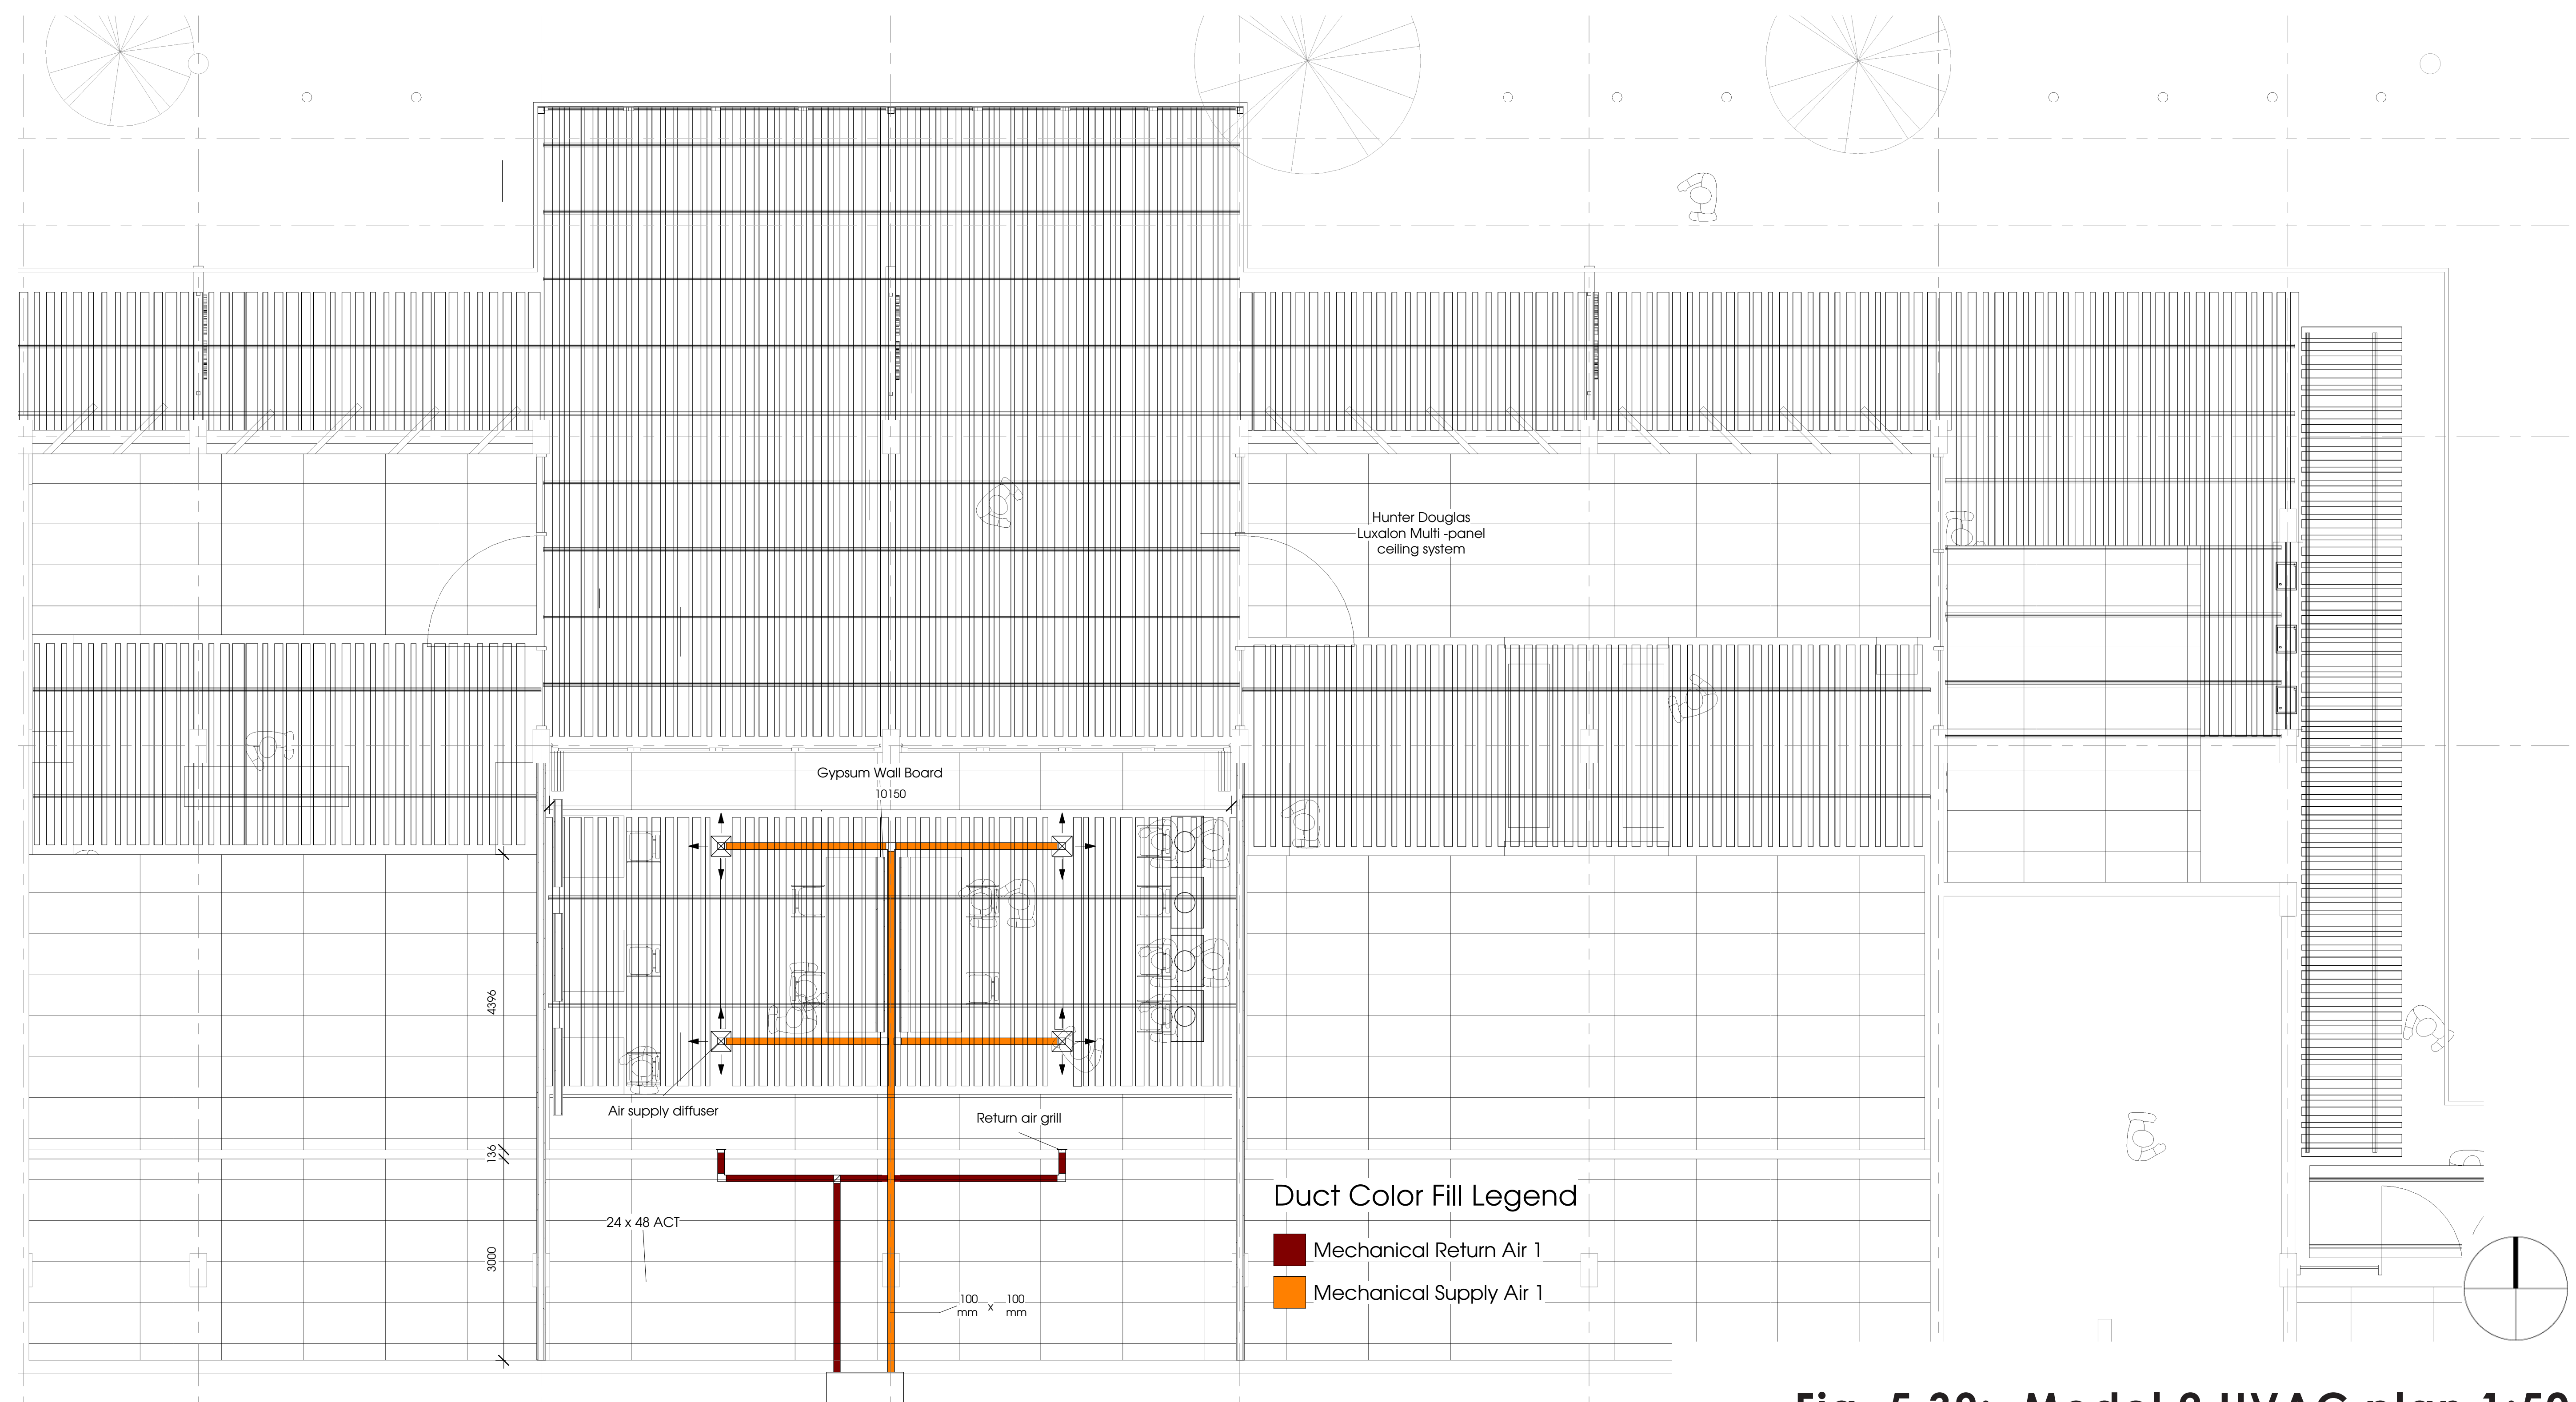 Hunter Douglas
Luxalon Multi -panel
ceiling system
Gypsum Wall Board
10150
4396
136
3000
Air supply diffuser
Return air grill
24 x 48 ACT
100 mm x 100 mm
Duct Color Fill Legend
Mechanical Return Air 1
Mechanical Supply Air 1